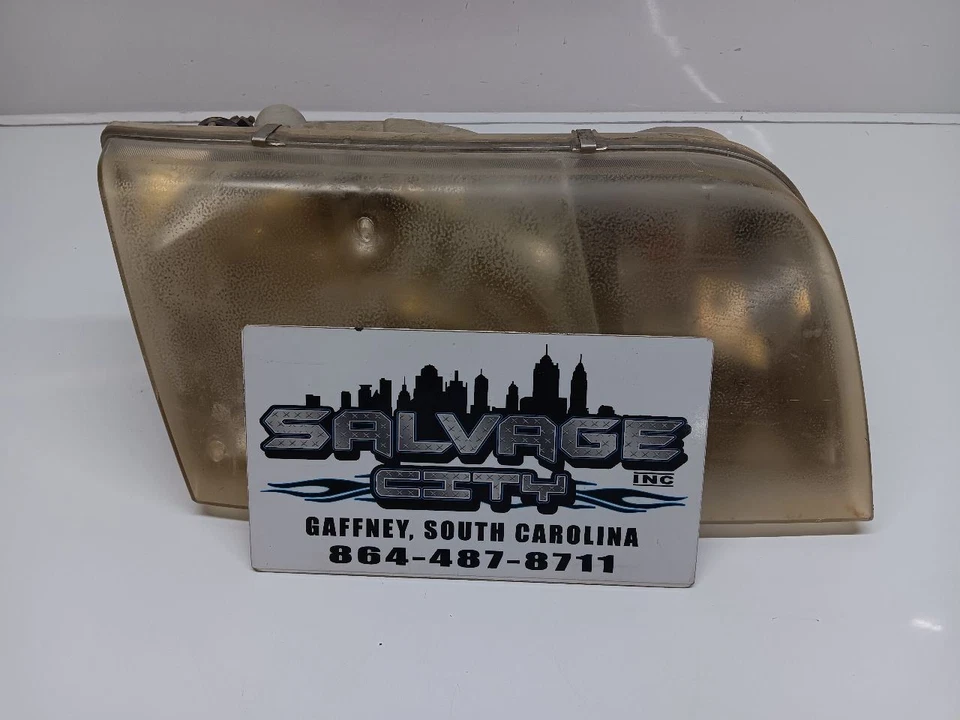 SALVAGE
CITY INC
GAFFNEY, SOUTH CAROLINA
864-487-8711